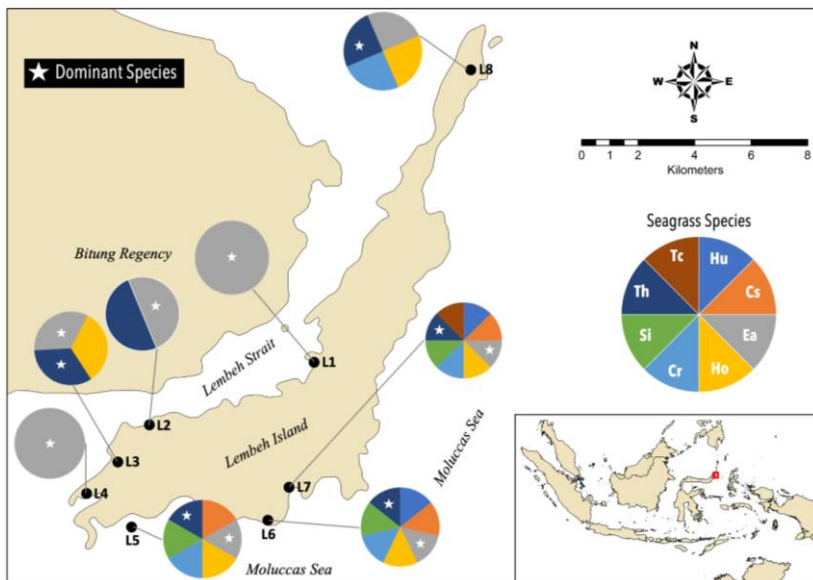 ★ Dominant Species
L8
N
W E
S
0 1 2 4 6 8
Kilometers
Seagrass Species
Tc Hu
Th Cs
Si Ea
Cr Ho
Bitung Regency
Lembeh Strait
L1
L2
Lembeh Island
Moluccas Sea
L3
L4
L7
L5
L6
Moluccas Sea